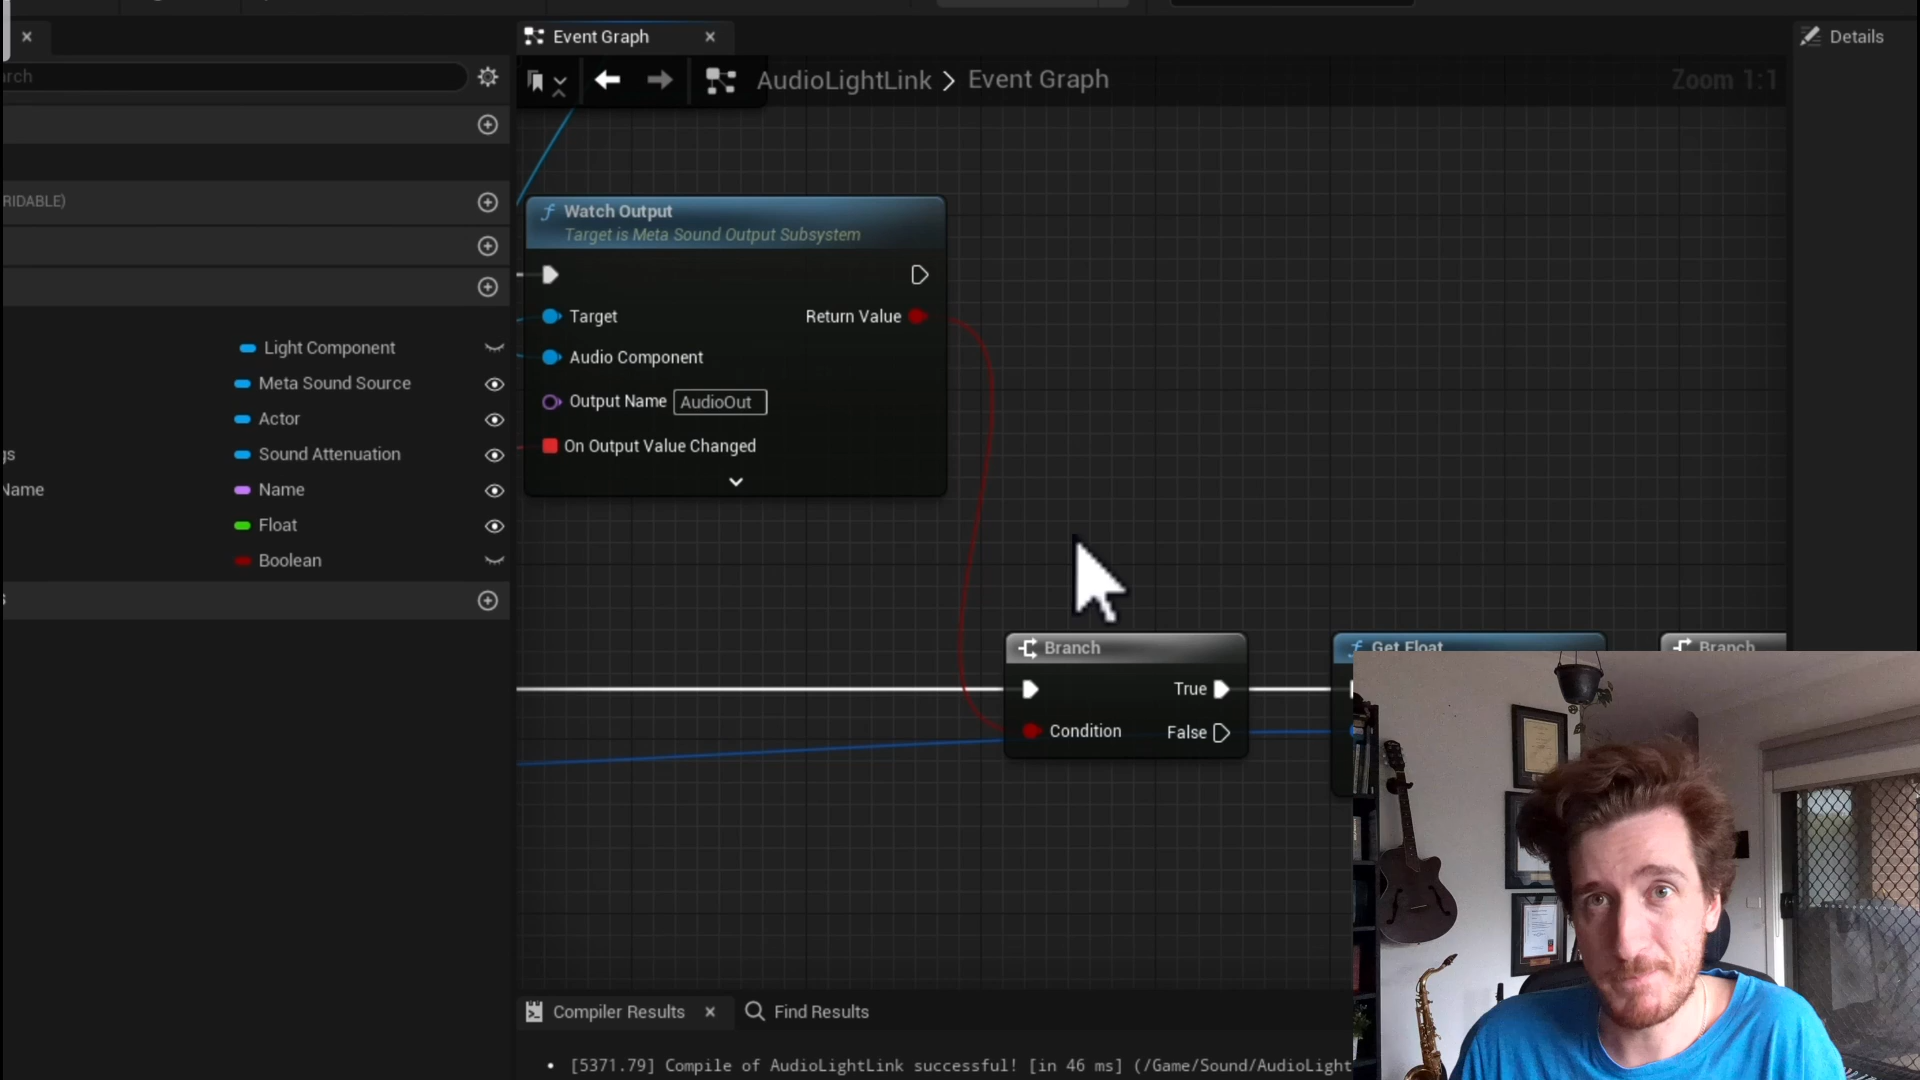 Event Graph
Details
arch
AudioLightLink > Event Graph
Zoom 1:1
RIDABLE)
Watch Output
Target is Meta Sound Output Subsystem
Target
Return Value
Audio Component
Output Name AudioOut
On Output Value Changed
Light Component
Meta Sound Source
Actor
gs
Sound Attenuation
Name
Name
Float
Boolean
s
Branch
True
Condition
False
Get Float
Branch
Compiler Results
Find Results
• [5371.79] Compile of AudioLightLink successful! [in 46 ms] (/Game/Sound/AudioLight